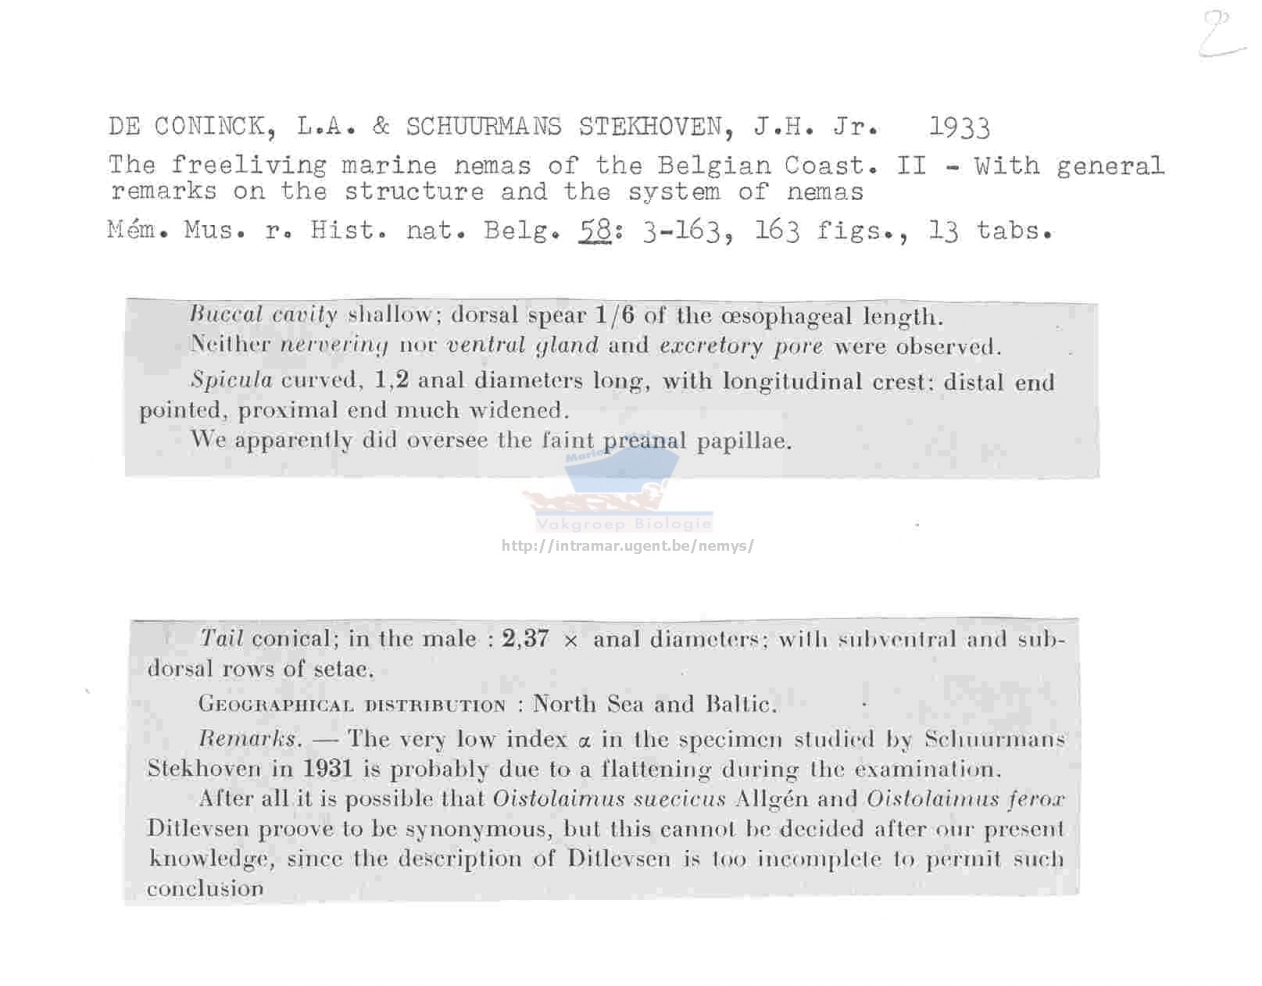 2
DE CONINCK, L.A. & SCHUURMANS STEKHOVEN, J.H. Jr. 1933
The freeliving marine nemas of the Belgian Coast. II - With general
remarks on the structure and the system of nemas
Mém. Mus. r. Hist. nat. Belg. 58: 3-163, 163 figs., 13 tabs.
Buccal cavity shallow; dorsal spear 1/6 of the œsophageal length.
Neither nervering nor ventral gland and excretory pore were observed.
Spicula curved, 1,2 anal diameters long, with longitudinal crest: distal end
pointed, proximal end much widened.
We apparently did oversee the faint preanal papillae.
Vakgroep Biologie
http://intramar.ugent.be/nemys/
Tail conical; in the male : 2,37 × anal diameters; with subventral and sub-
dorsal rows of setae.
GEOGRAPHICAL DISTRIBUTION : North Sea and Baltic.
Remarks. — The very low index α in the specimen studied by Schuurmans
Stekhoven in 1931 is probably due to a flattening during the examination.
After all it is possible that Oistolaimus suecicus Allgén and Oistolaimus ferox
Ditlevsen proove to be synonymous, but this cannot be decided after our present
knowledge, since the description of Ditlevsen is too incomplete to permit such
conclusion